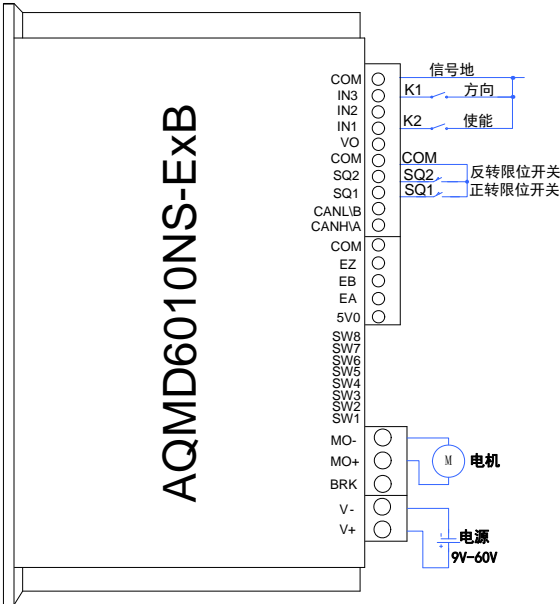 AQMD6010NS-ExB
COM 信号地
IN3 K1 方向
IN2
IN1 K2 使能
VO
COM COM
SQ2 SQ2 反转限位开关
SQ1 SQ1 正转限位开关
CANL\B
CANH\A
COM
EZ
EB
EA
5V0
SW8
SW7
SW6
SW5
SW4
SW3
SW2
SW1
MO-
MO+ M 电机
BRK
V-
V+ 电源
9V-60V